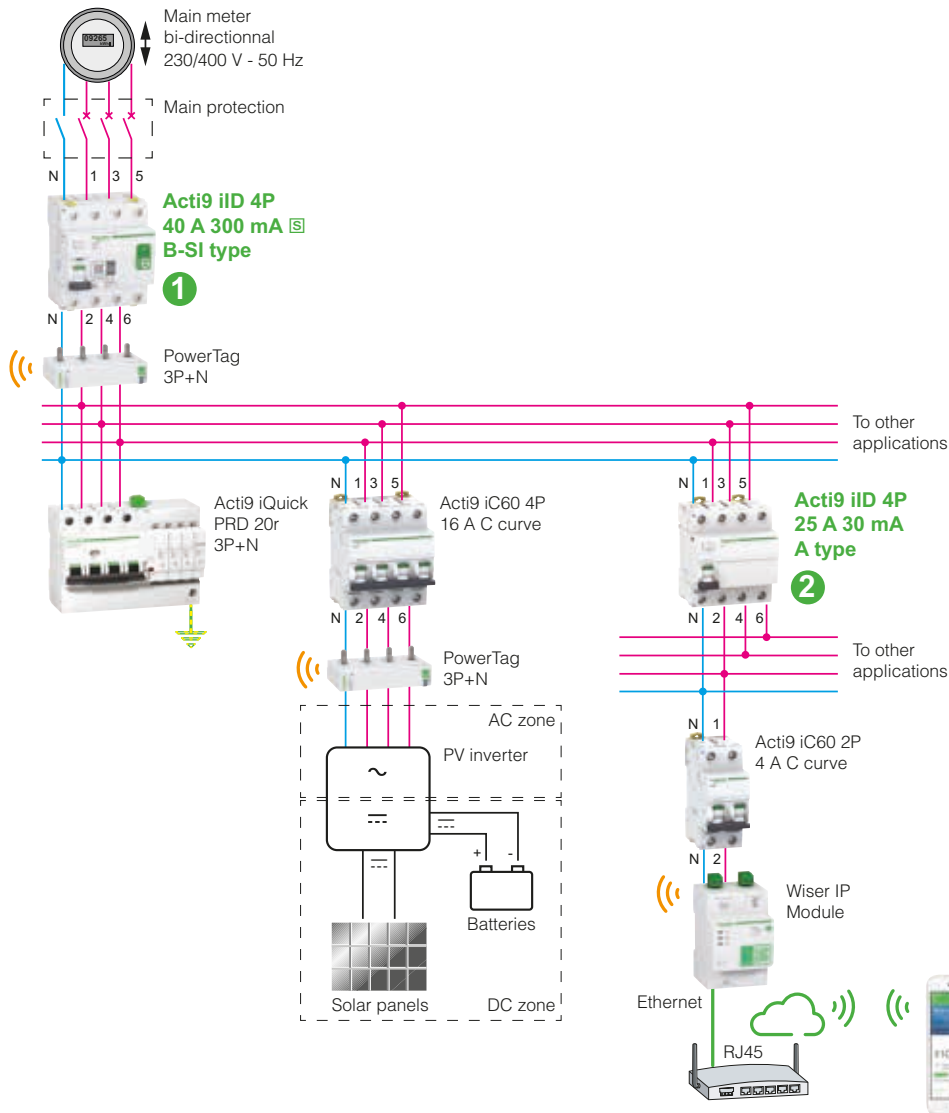 09265
Main meter
bi-directionnal
230/400 V - 50 Hz
Main protection
N 1 3 5
Acti9 iID 4P
40 A 300 mA S
B-SI type
1
N 2 4 6
PowerTag
3P+N
To other
applications
Acti9 iQuick
PRD 20r
3P+N
N 1 3 5
Acti9 iC60 4P
16 A C curve
N 1 3 5
Acti9 iID 4P
25 A 30 mA
A type
2
N 2 4 6
N 2 4 6
PowerTag
3P+N
To other
applications
AC zone
PV inverter
N 1
Acti9 iC60 2P
4 A C curve
+ -
Batteries
N 2
Wiser IP
Module
Solar panels
DC zone
Ethernet
RJ45